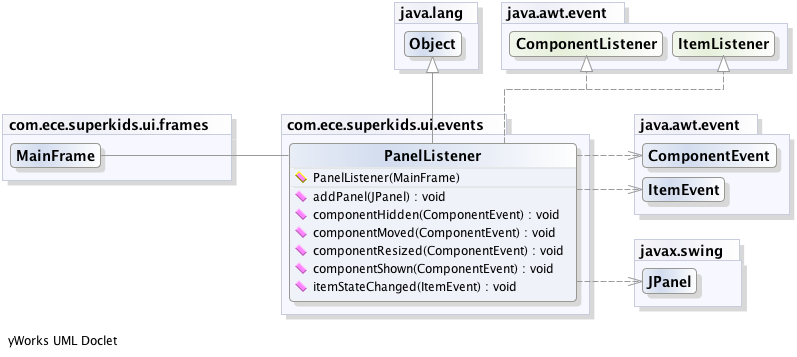 java.lang
Object
java.awt.event
ComponentListener
ItemListener
com.ece.superkids.ui.frames
MainFrame
com.ece.superkids.ui.events
PanelListener
PanelListener(MainFrame)
addPanel(JPanel) : void
componentHidden(ComponentEvent) : void
componentMoved(ComponentEvent) : void
componentResized(ComponentEvent) : void
componentShown(ComponentEvent) : void
itemStateChanged(ItemEvent) : void
java.awt.event
ComponentEvent
ItemEvent
javax.swing
JPanel
yWorks UML Doclet